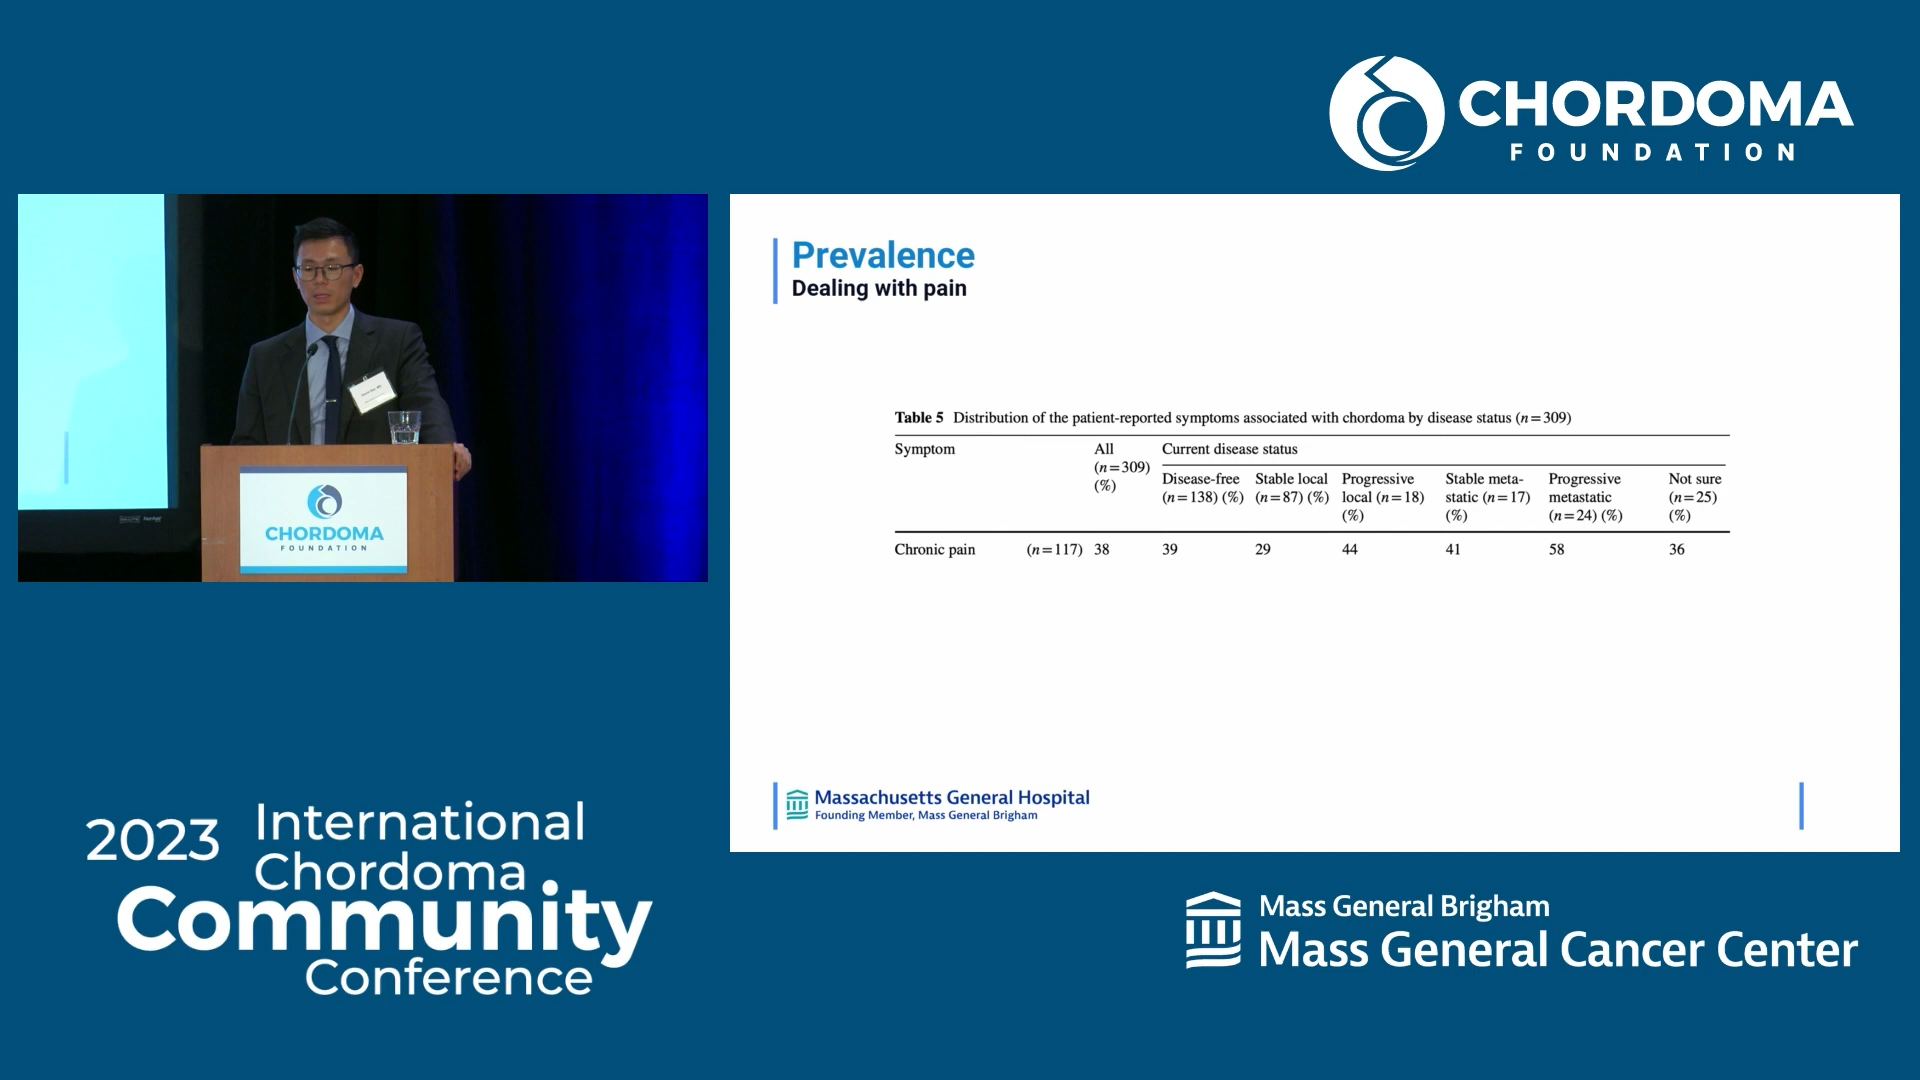 CHORDOMA
FOUNDATION
Prevalence
Dealing with pain
Table 5 Distribution of the patient-reported symptoms associated with chordoma by disease status (n=309)
Symptom
All (n=309) (%)
Current disease status
Disease-free (n=138) (%)
Stable local (n=87) (%)
Progressive local (n=18) (%)
Stable meta-static (n=17) (%)
Progressive metastatic (n=24) (%)
Not sure (n=25) (%)
Chronic pain (n=117) 38 39 29 44 41 58 36
CHORDOMA
FOUNDATION
Massachusetts General Hospital
Founding Member, Mass General Brigham
2023 International
Chordoma
Community
Conference
Mass General Brigham
Mass General Cancer Center